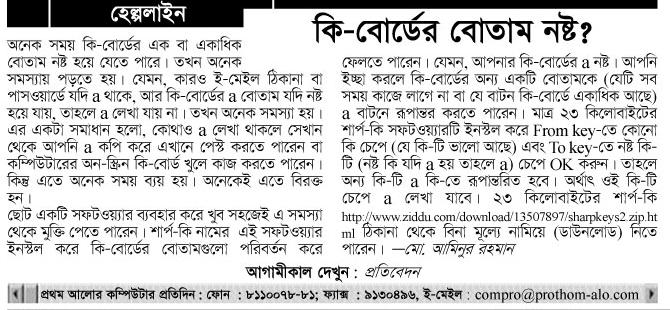 হেল্পলাইন
কি-বোর্ডের বোতাম নষ্ট?
অনেক সময় কি-বোর্ডের এক বা একাধিক
বোতাম নষ্ট হয়ে যেতে পারে। তখন অনেক
সমস্যায় পড়তে হয়। যেমন, কারও ই-মেইল ঠিকানা বা
পাসওয়ার্ডে যদি a থাকে, আর কি-বোর্ডের a বোতাম যদি নষ্ট
হয়ে যায়, তাহলে a লেখা যায় না। তখন অনেক সমস্যা হয়।
এর একটা সমাধান হলো, কোথাও a লেখা থাকলে সেখান
থেকে আপনি a কপি করে এখানে পেস্ট করতে পারেন বা
কম্পিউটারের অন-স্ক্রিন কি-বোর্ড খুলে কাজ করতে পারেন।
কিন্তু এতে অনেক সময় ব্যয় হয়। অনেকেই এতে বিরক্ত
হন।
ছোট একটি সফটওয়্যার ব্যবহার করে খুব সহজেই এ সমস্যা
থেকে মুক্তি পেতে পারেন। শার্প-কি নামের এই সফটওয়্যার
ইনস্টল করে কি-বোর্ডের বোতামগুলো পরিবর্তন করে
ফেলতে পারেন। যেমন, আপনার কি-বোর্ডের a নষ্ট। আপনি
ইচ্ছা করলে কি-বোর্ডের অন্য একটি বোতামকে (যেটি সব
সময় কাজে লাগে না বা যে বাটন কি-বোর্ডে একাধিক আছে)
a বাটনে রূপান্তর করতে পারেন। মাত্র ২৩ কিলোবাইটের
শার্প-কি সফটওয়্যারটি ইনস্টল করে From key-তে কোনো
কি চেপে (যে কি-টি ভালো আছে) এবং To key-তে নষ্ট কি-
টি (নষ্ট কি যদি a হয় তাহলে a) চেপে OK করুন। তাহলে
অন্য কি-টি a কি-তে রূপান্তরিত হবে। অর্থাৎ ওই কি-টি
চেপে a লেখা যাবে। ২৩ কিলোবাইটের শার্প-কি
http://www.ziddu.com/download/13507897/sharpkeys2.zip.ht
ml ঠিকানা থেকে বিনা মূল্যে নামিয়ে (ডাউনলোড) নিতে
পারেন। —মো. আমিনুর রহমান
আগামীকাল দেখুন : প্রতিবেদন
প্রথম আলোর কম্পিউটার প্রতিদিন : ফোন : ৮১১০০৭৮-৮১; ফ্যাক্স : ৯১৩০৪৯৬, ই-মেইল : compro@prothom-alo.com